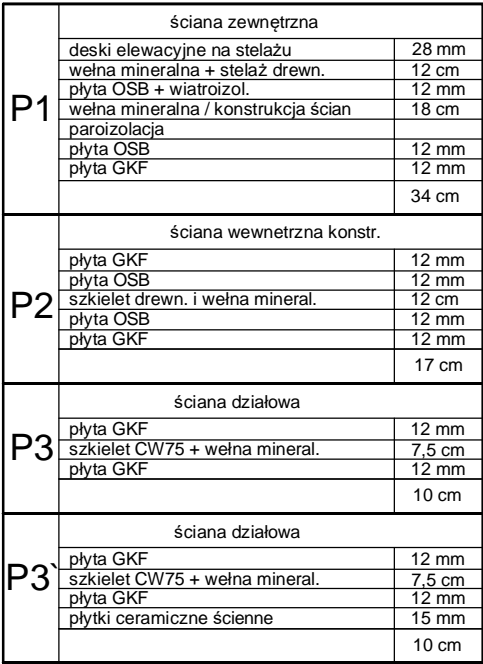 P1
ściana zewnętrzna
deski elewacyjne na stelażu 28 mm
wełna mineralna + stelaż drewn. 12 cm
płyta OSB + wiatroizol. 12 mm
wełna mineralna / konstrukcja ścian 18 cm
paroizolacja
płyta OSB 12 mm
płyta GKF 12 mm
34 cm
P2
ściana wewnetrzna konstr.
płyta GKF 12 mm
płyta OSB 12 mm
szkielet drewn. i wełna mineral. 12 cm
płyta OSB 12 mm
płyta GKF 12 mm
17 cm
P3
ściana działowa
płyta GKF 12 mm
szkielet CW75 + wełna mineral. 7,5 cm
płyta GKF 12 mm
10 cm
P3`
ściana działowa
płyta GKF 12 mm
szkielet CW75 + wełna mineral. 7,5 cm
płyta GKF 12 mm
płytki ceramiczne ścienne 15 mm
10 cm